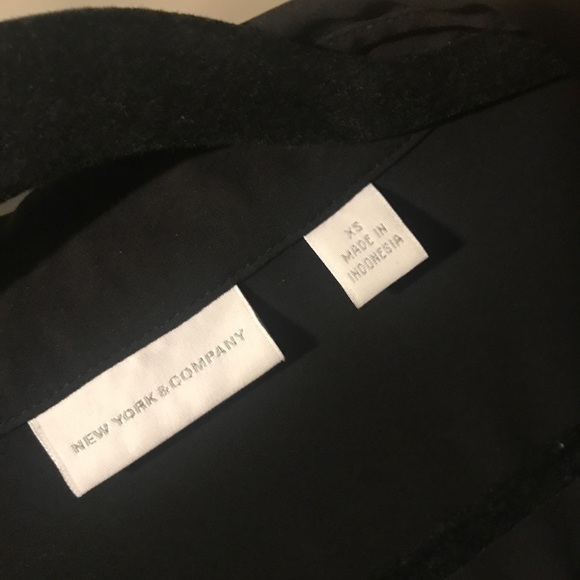 NEW YORK & COMPANY
XS
MADE IN
INDONESIA